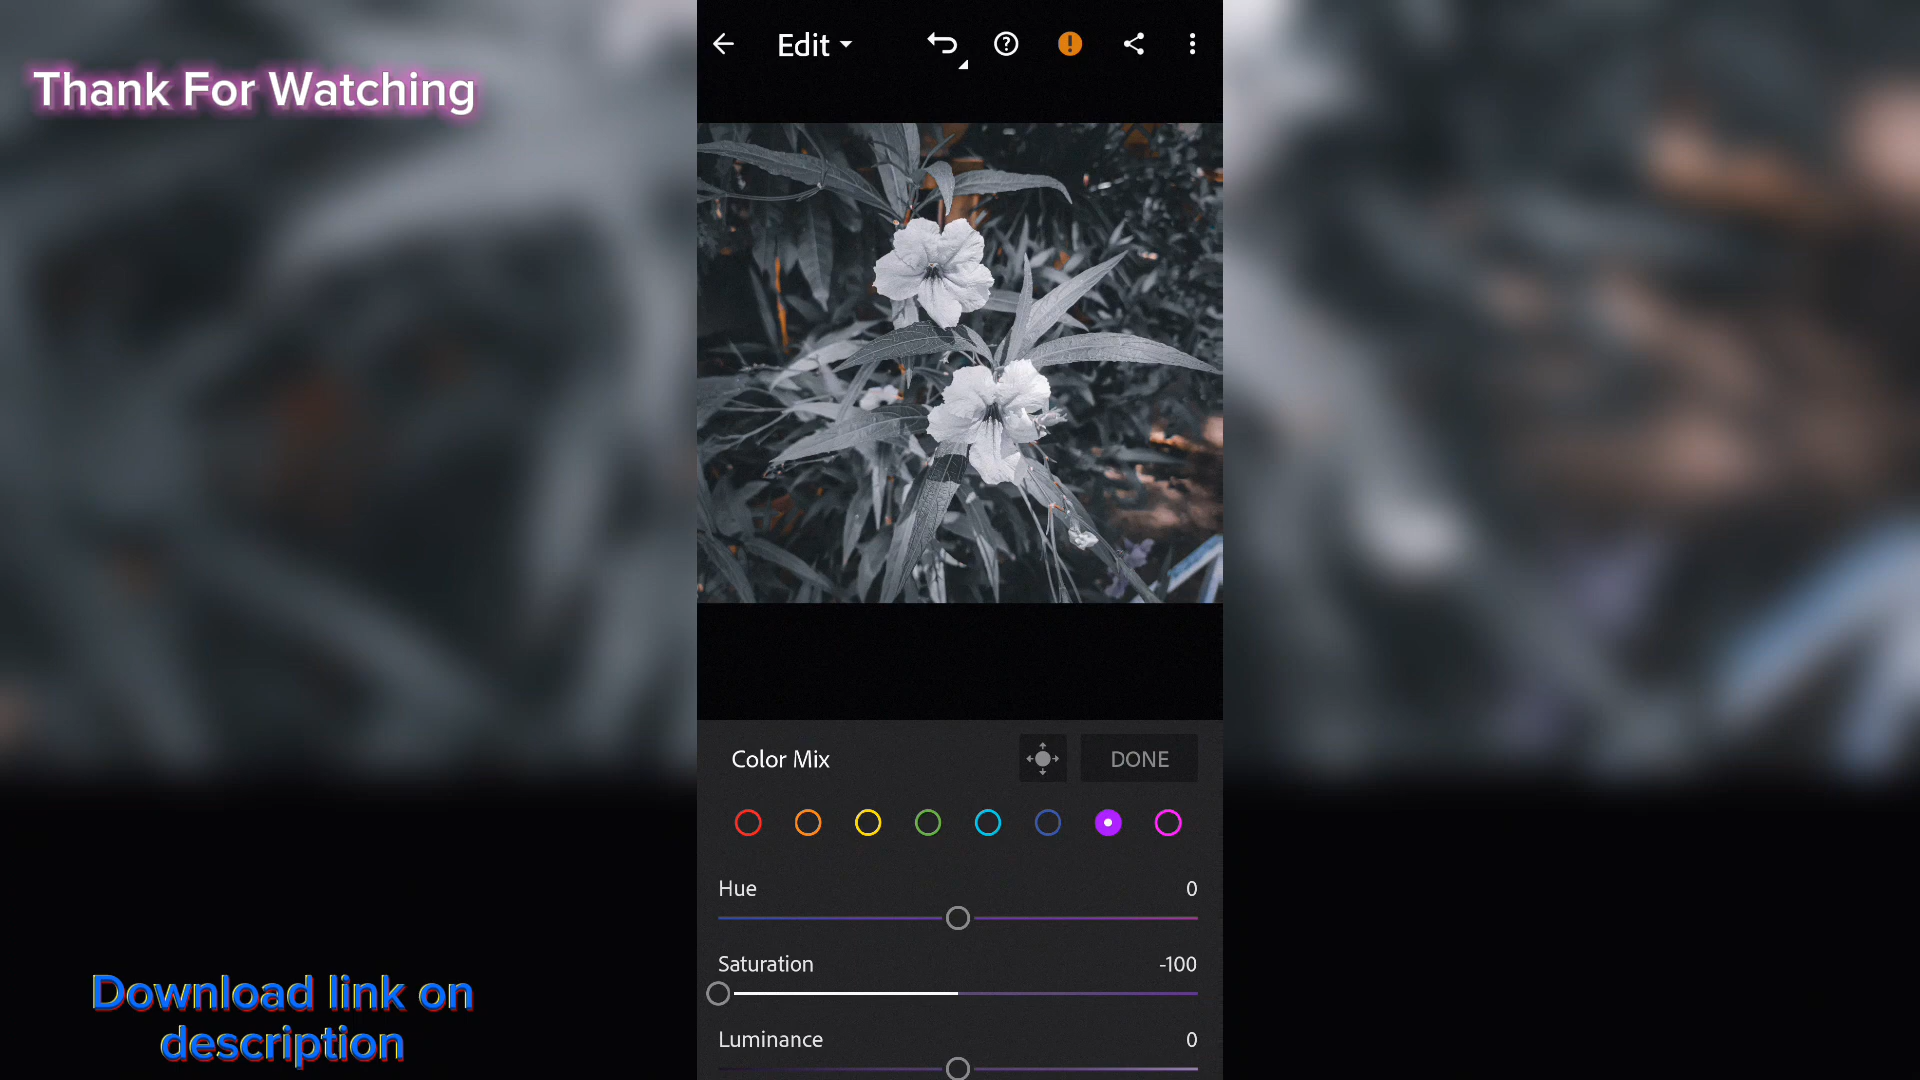 Thank For Watching
Edit
Color Mix
DONE
Hue 0
Saturation -100
Luminance 0
Download link on
description